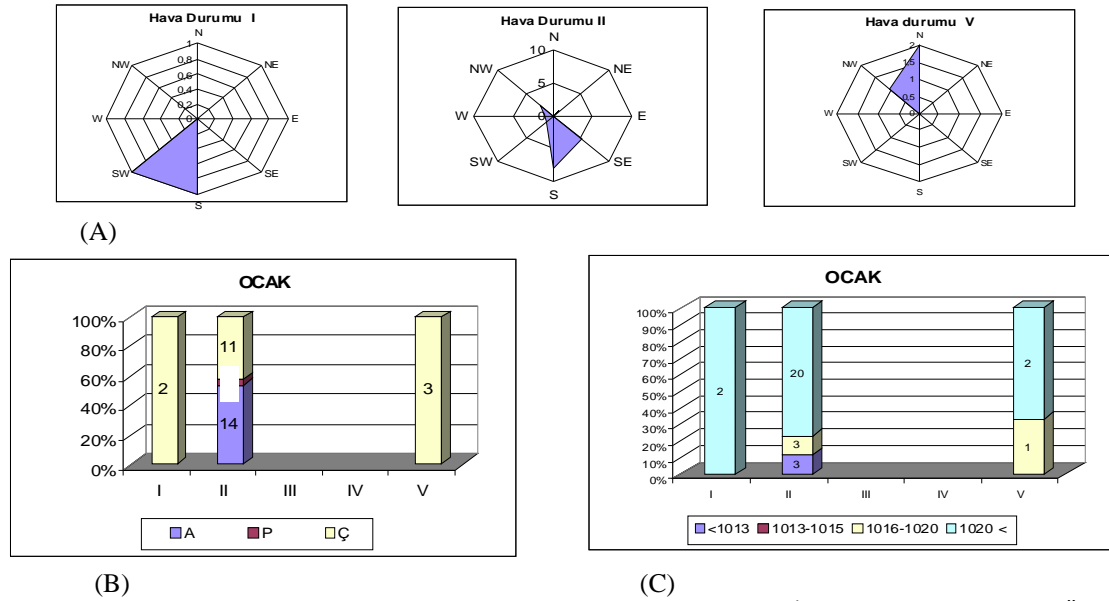 Hava Durumu I
N
1
0,8
0,6
0,4
0,2
0
NE
E
SE
S
SW
W
NW
Hava Durumu II
N
10
5
0
NE
E
SE
S
SW
W
NW
Hava durumu V
N
2
1,5
1
0,5
0
NE
E
SE
S
SW
W
NW
(A)
OCAK
100%
80%
60%
40%
20%
0%
2
11
14
3
I II III IV V
A P Ç
(B)
OCAK
100%
90%
80%
70%
60%
50%
40%
30%
20%
10%
0%
2
20
3
3
2
1
I II III IV V
<1013 1013-1015 1016-1020 1020 <
(C)